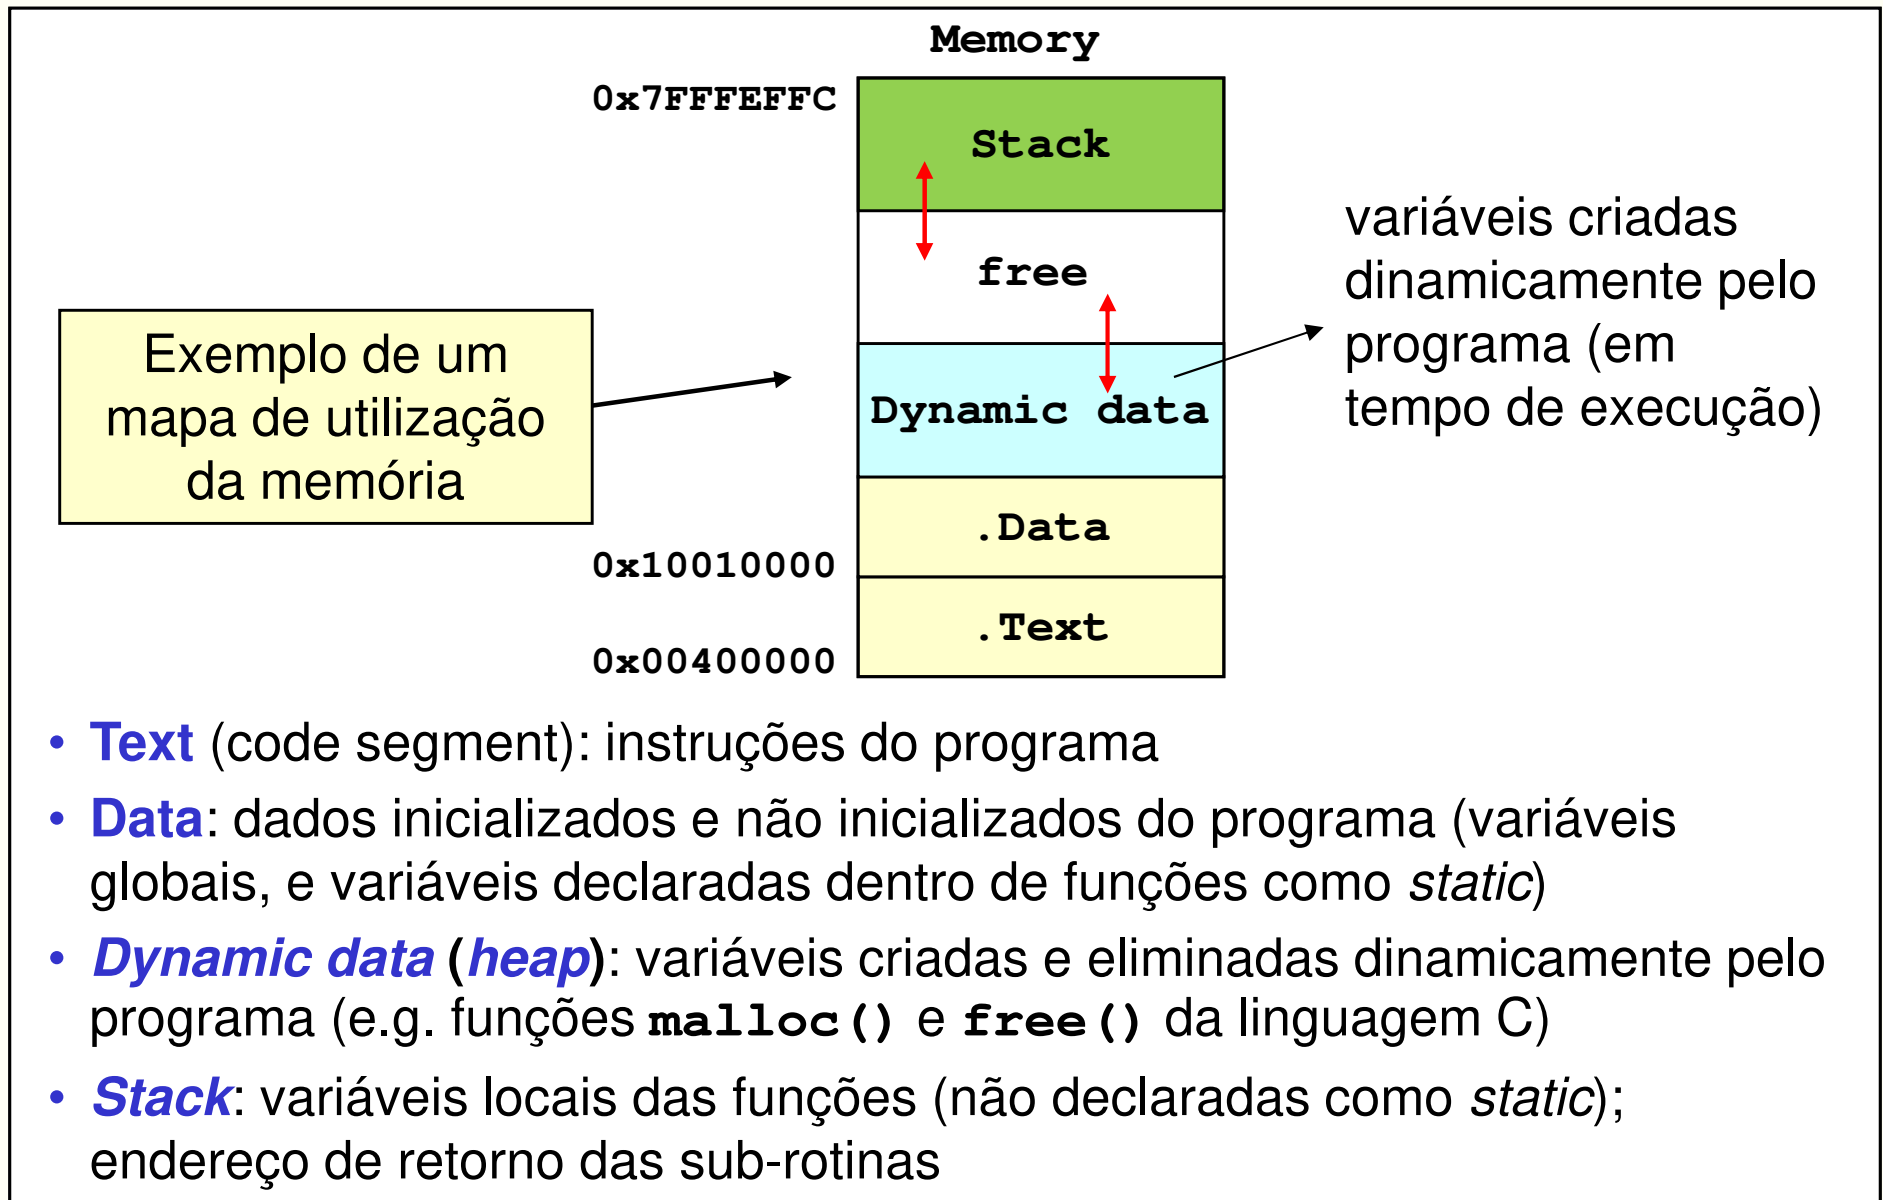 Memory
0x7FFFEFFC
Stack
free
variáveis criadas
dinamicamente pelo
programa (em
tempo de execução)
Exemplo de um
mapa de utilização
da memória
Dynamic data
.Data
0x10010000
.Text
0x00400000
• Text (code segment): instruções do programa
• Data: dados inicializados e não inicializados do programa (variáveis
globais, e variáveis declaradas dentro de funções como static)
• Dynamic data (heap): variáveis criadas e eliminadas dinamicamente pelo
programa (e.g. funções malloc() e free() da linguagem C)
• Stack: variáveis locais das funções (não declaradas como static);
endereço de retorno das sub-rotinas